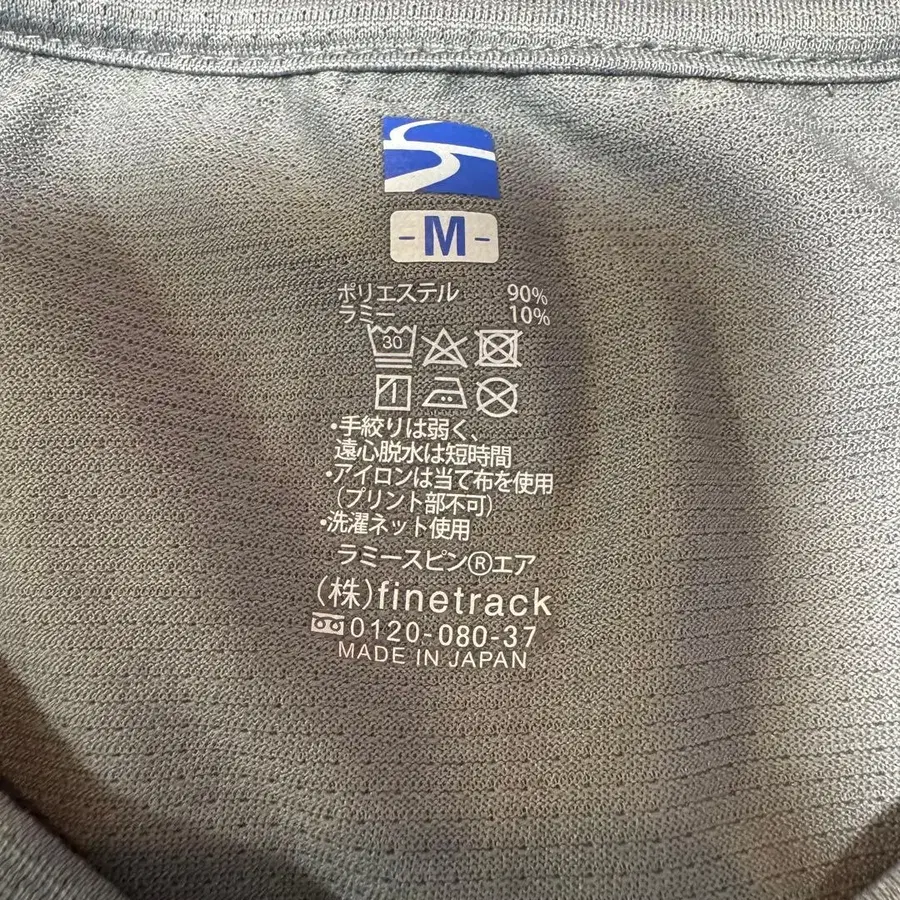 - M -
ポリエステル 90%
ラミー 10%
30
・手絞りは弱く、
遠心脱水は短時間
・アイロンは当て布を使用
(プリント部不可)
・洗濯ネット使用
ラミースピン®エア
(株)finetrack
0120-080-37
MADE IN JAPAN